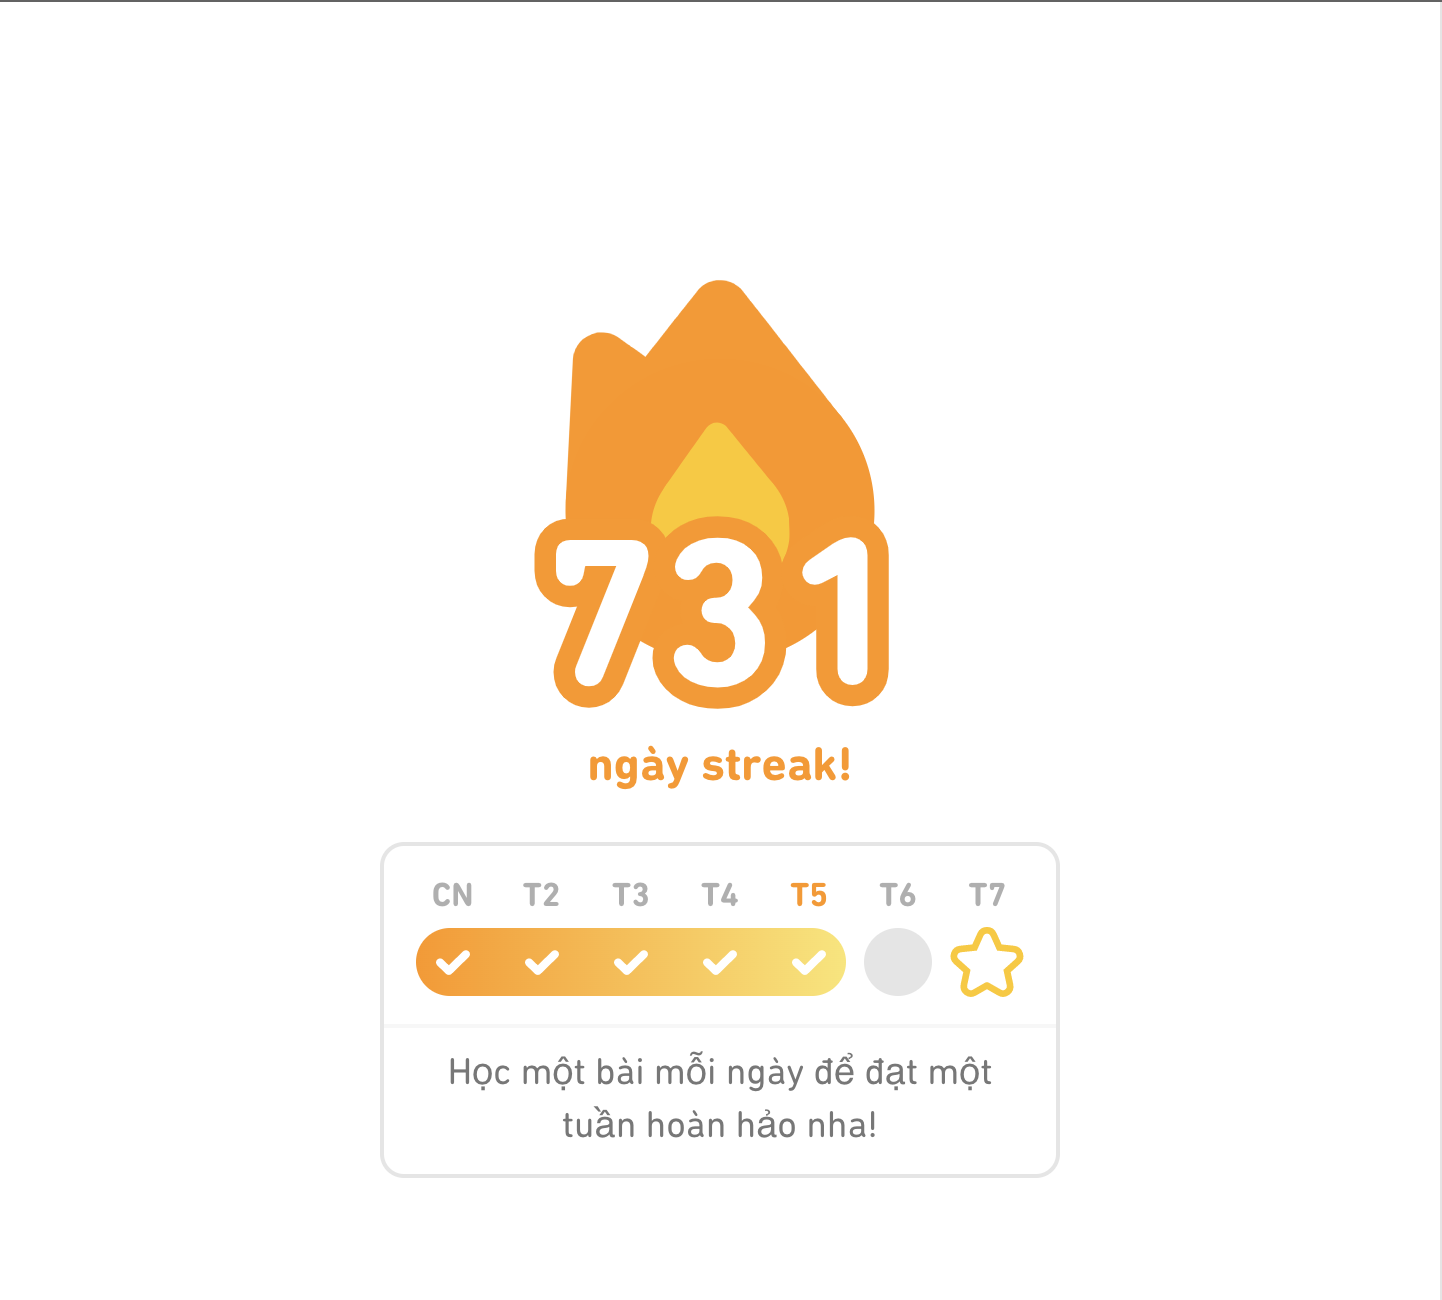 731
ngày streak!
CN T2 T3 T4 T5 T6 T7
Học một bài mỗi ngày để đạt một
tuần hoàn hảo nha!